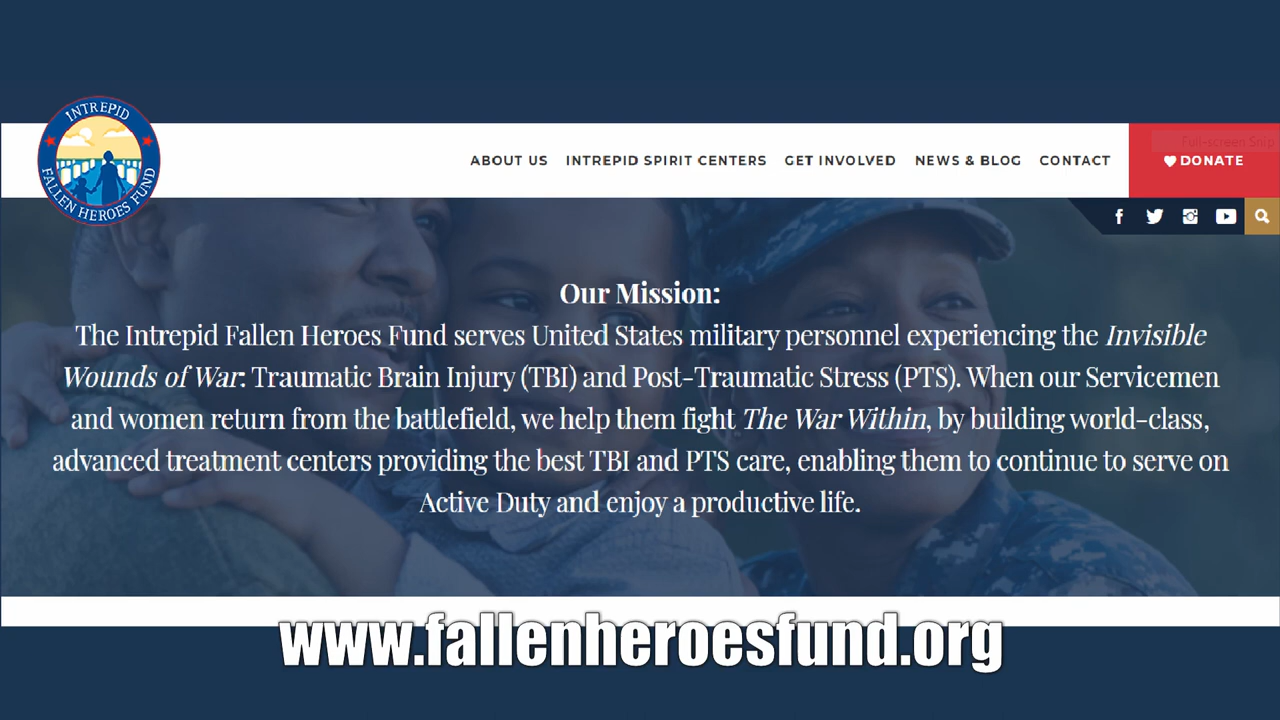 INTREPID
FALLEN HEROES FUND
ABOUT US INTREPID SPIRIT CENTERS GET INVOLVED NEWS & BLOG CONTACT
Full-screen Snip
DONATE
Our Mission:
The Intrepid Fallen Heroes Fund serves United States military personnel experiencing the Invisible
Wounds of War: Traumatic Brain Injury (TBI) and Post-Traumatic Stress (PTS). When our Servicemen
and women return from the battlefield, we help them fight The War Within, by building world-class,
advanced treatment centers providing the best TBI and PTS care, enabling them to continue to serve on
Active Duty and enjoy a productive life.
www.fallenheroesfund.org